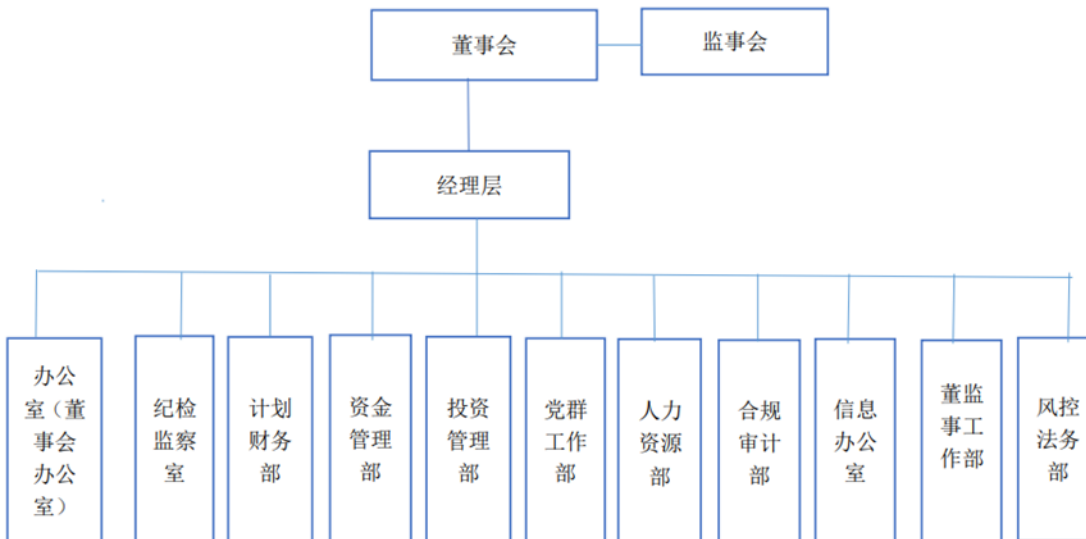 董事会
监事会
经理层
办公
室（董
事会
办公
室）
纪检
监察
室
计划
财务
部
资金
管理
部
投资
管理
部
党群
工作
部
人力
资源
部
合规
审计
部
信息
办公
室
董监
事工
作部
风控
法务
部